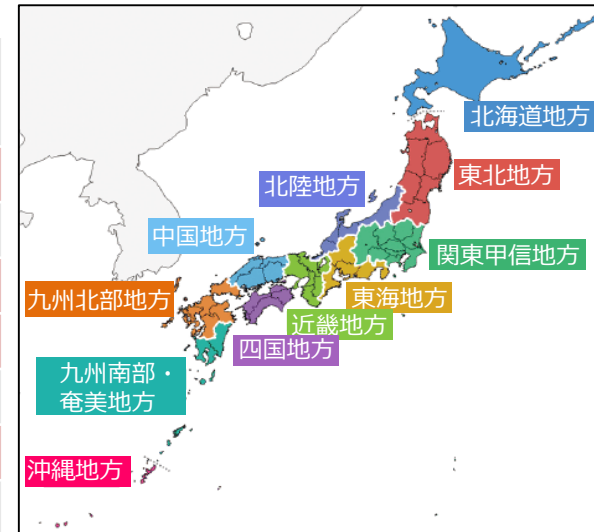 北海道地方
東北地方
北陸地方
中国地方
関東甲信地方
九州北部地方
東海地方
近畿地方
四国地方
九州南部・
奄美地方
沖縄地方